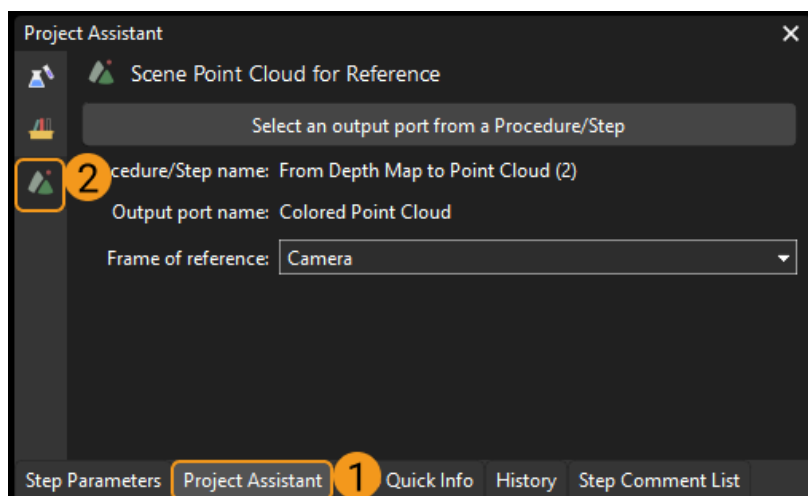 Project Assistant
Scene Point Cloud for Reference
Select an output port from a Procedure/Step
2
cedure/Step name: From Depth Map to Point Cloud (2)
Output port name: Colored Point Cloud
Frame of reference: Camera
Step Parameters Project Assistant 1 Quick Info History Step Comment List